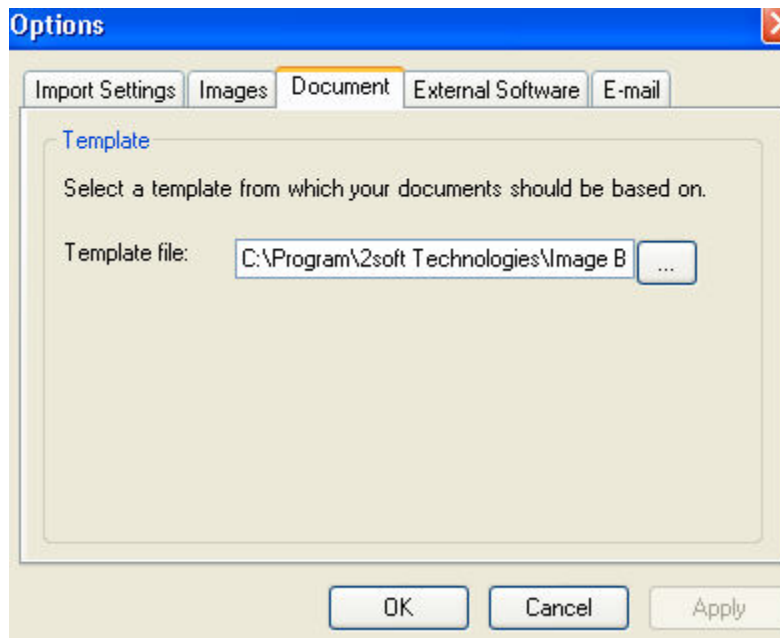 Options
Import Settings Images Document External Software E-mail
Template
Select a template from which your documents should be based on.
Template file: C:\Program\2soft Technologies\Image B ...
OK Cancel Apply